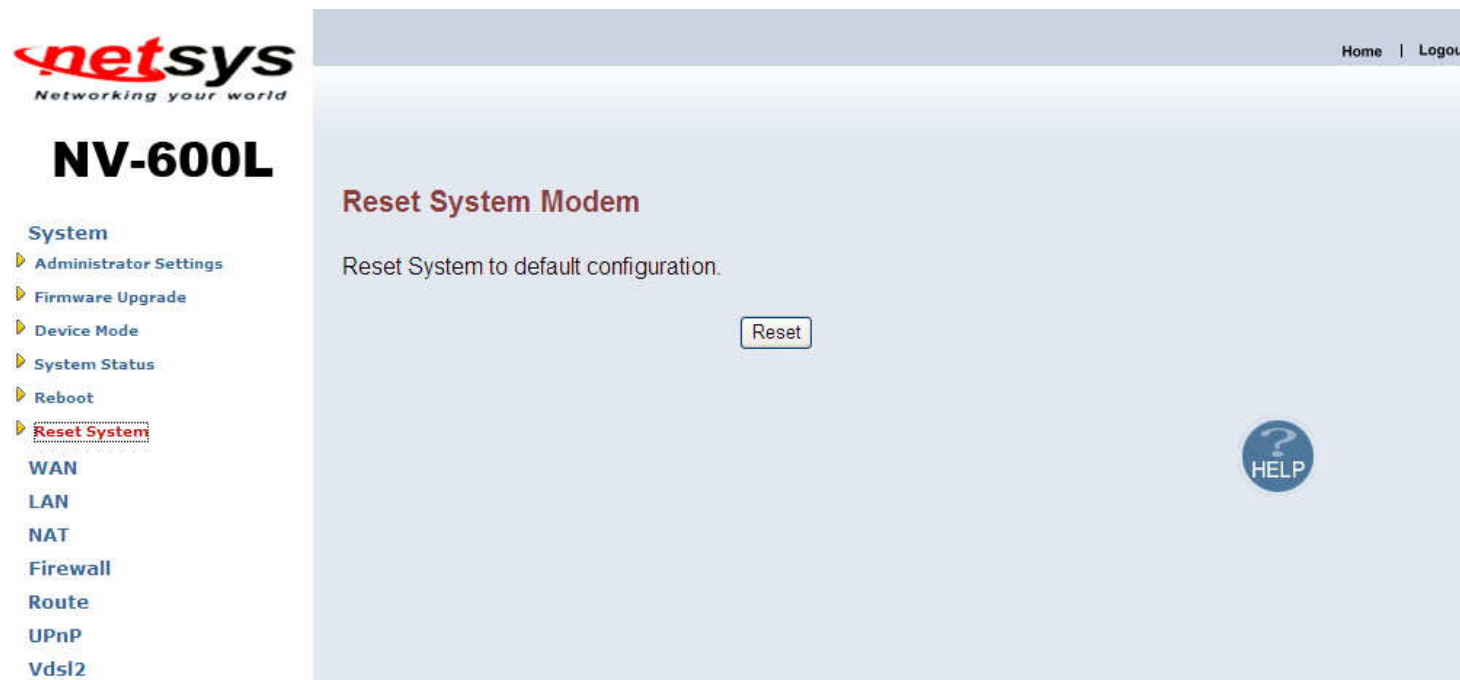 netsys
Networking your world
Home | Logou
NV-600L
System
Administrator Settings
Firmware Upgrade
Device Mode
System Status
Reboot
Reset System
WAN
LAN
NAT
Firewall
Route
UPnP
Vdsl2
Reset System Modem
Reset System to default configuration.
Reset
?
HELP